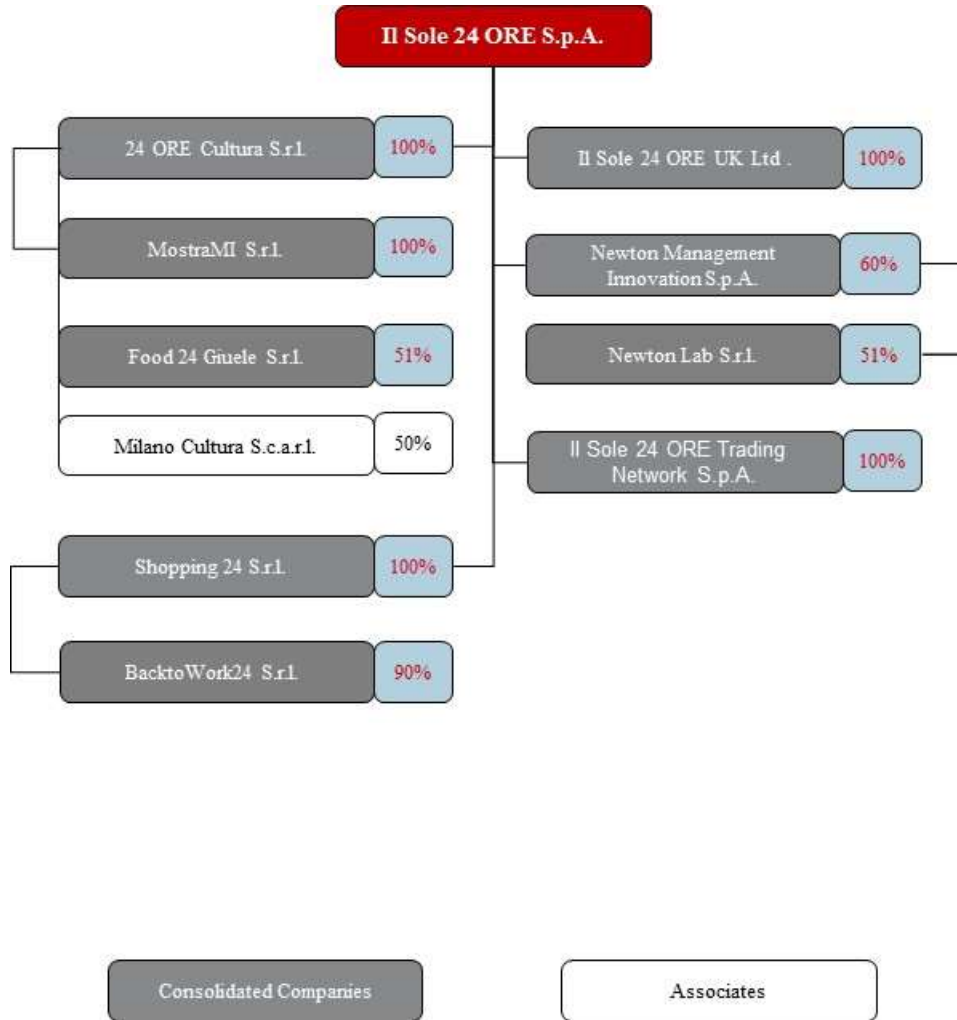 Il Sole 24 ORE S.p.A.
24 ORE Cultura S.r.l. 100%
MostraMI S.r.l. 100%
Food 24 Giuele S.r.l. 51%
Milano Cultura S.c.a.r.l. 50%
Shopping 24 S.r.l. 100%
BacktoWork24 S.r.l. 90%
Il Sole 24 ORE UK Ltd . 100%
Newton Management
Innovation S.p.A. 60%
Newton Lab S.r.l. 51%
Il Sole 24 ORE Trading
Network S.p.A. 100%
Consolidated Companies
Associates